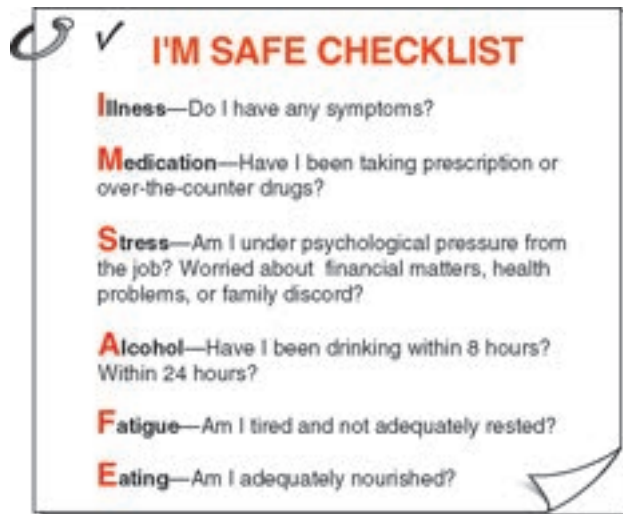 I'M SAFE CHECKLIST
Illness—Do I have any symptoms?
Medication—Have I been taking prescription or
over-the-counter drugs?
Stress—Am I under psychological pressure from
the job? Worried about financial matters, health
problems, or family discord?
Alcohol—Have I been drinking within 8 hours?
Within 24 hours?
Fatigue—Am I tired and not adequately rested?
Eating—Am I adequately nourished?